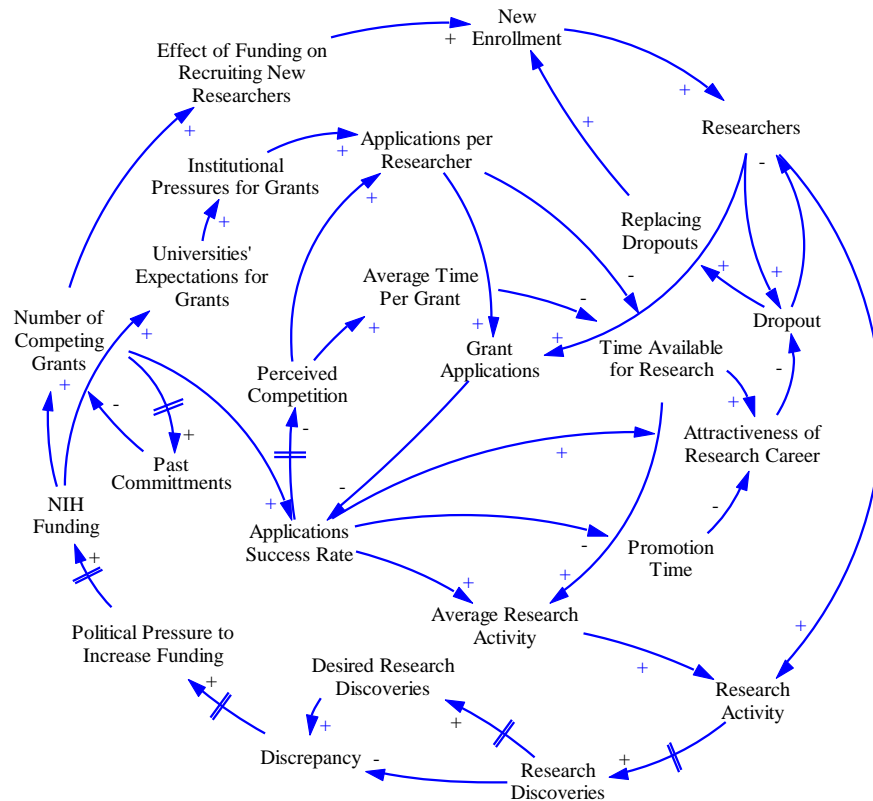 New
Enrollment
Effect of Funding on
Recruiting New
Researchers
+
+
+
Researchers
Applications per
Researcher
Institutional
Pressures for Grants
+
+
+
+
-
Replacing
Dropouts
Universities'
Expectations for
Grants
Average Time
Per Grant
-
-
+
+
Dropout
Number of
Competing
Grants
+
+
+
+
Grant
Applications
+
Time Available
for Research
-
Perceived
Competition
-
-
+
+
Attractiveness of
Research Career
Past
Committments
NIH
Funding
-
+
+
Applications
Success Rate
-
-
Promotion
Time
+
+
+
Average Research
Activity
+
+
Political Pressure to
Increase Funding
Desired Research
Discoveries
+
Research
Activity
+
+
+
Discrepancy
-
+
Research
Discoveries